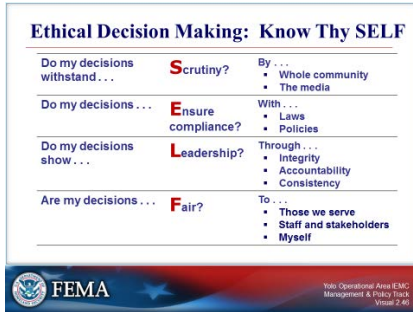 Ethical Decision Making: Know Thy SELF
Do my decisions withstand . . .
Scrutiny?
By . . .
▪ Whole community
▪ The media
Do my decisions . . .
Ensure compliance?
With . . .
▪ Laws
▪ Policies
Do my decisions show . . .
Leadership?
Through . . .
▪ Integrity
▪ Accountability
▪ Consistency
Are my decisions . . .
Fair?
To . . .
▪ Those we serve
▪ Staff and stakeholders
▪ Myself
FEMA
Yolo Operational Area IEMC
Management & Policy Track
Visual 2.46